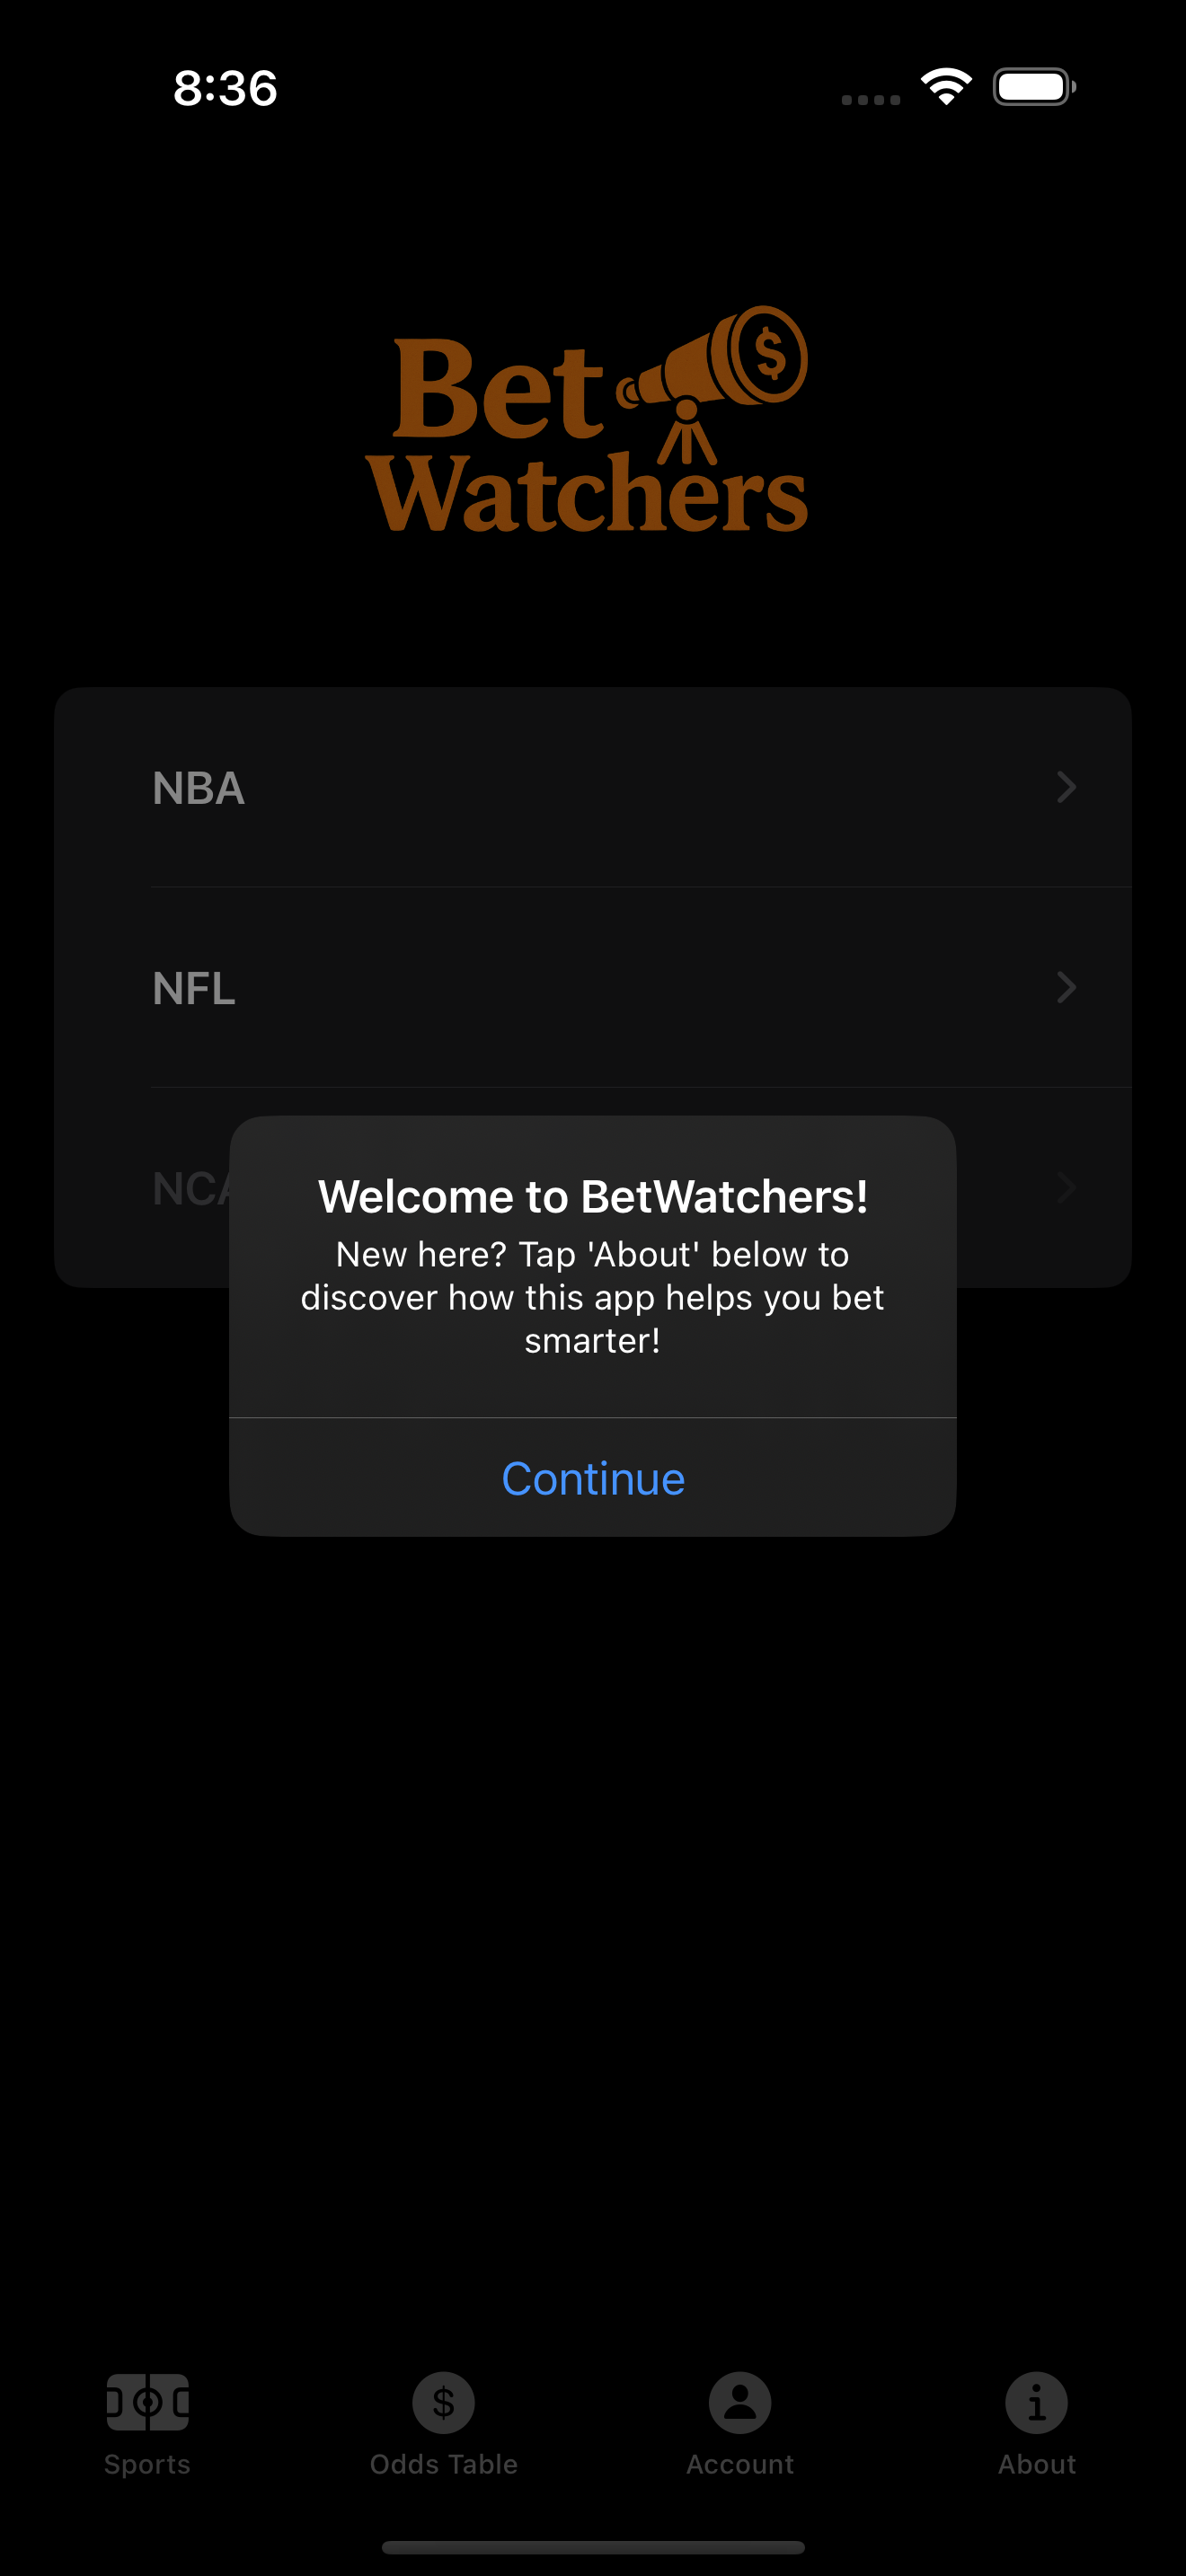 8:36
Bet
$
Watchers
NBA
NFL
NCA
Welcome to BetWatchers!
New here? Tap 'About' below to
discover how this app helps you bet
smarter!
Continue
$
Sports
Odds Table
Account
About